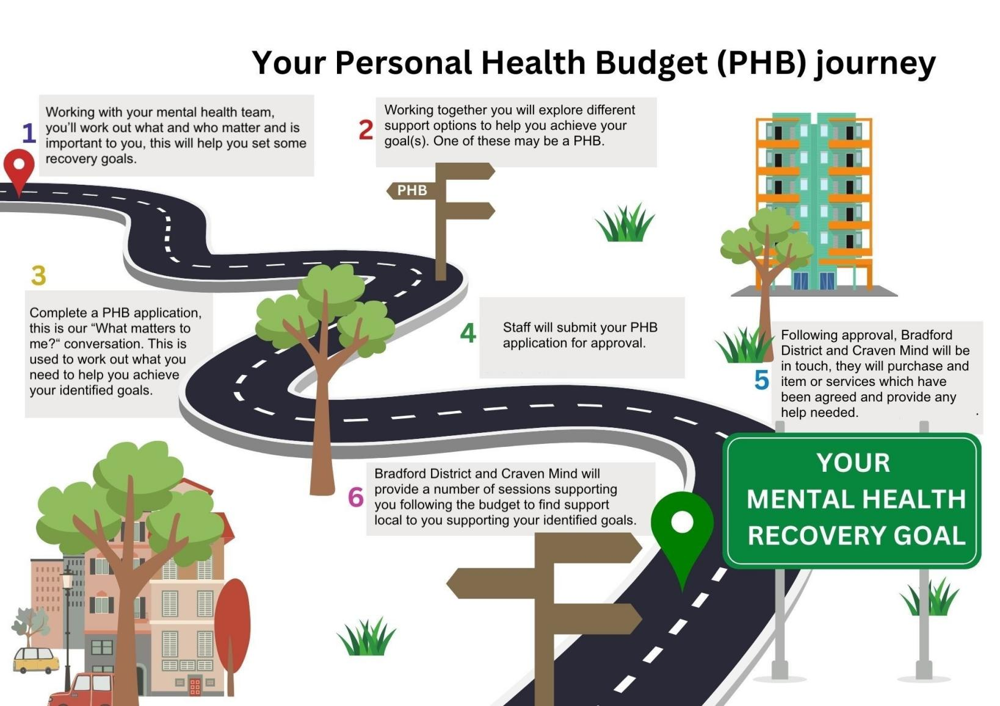 Your Personal Health Budget (PHB) journey
1
Working with your mental health team,
you’ll work out what and who matter and is
important to you, this will help you set some
recovery goals.
2
Working together you will explore different
support options to help you achieve your
goal(s). One of these may be a PHB.
PHB
3
Complete a PHB application,
this is our “What matters to
me?“ conversation. This is
used to work out what you
need to help you achieve
your identified goals.
4
Staff will submit your PHB
application for approval.
5
Following approval, Bradford
District and Craven Mind will be
in touch, they will purchase and
item or services which have
been agreed and provide any
help needed.
.
6
Bradford District and Craven Mind will
provide a number of sessions supporting
you following the budget to find support
local to you supporting your identified goals.
YOUR
MENTAL HEALTH
RECOVERY GOAL